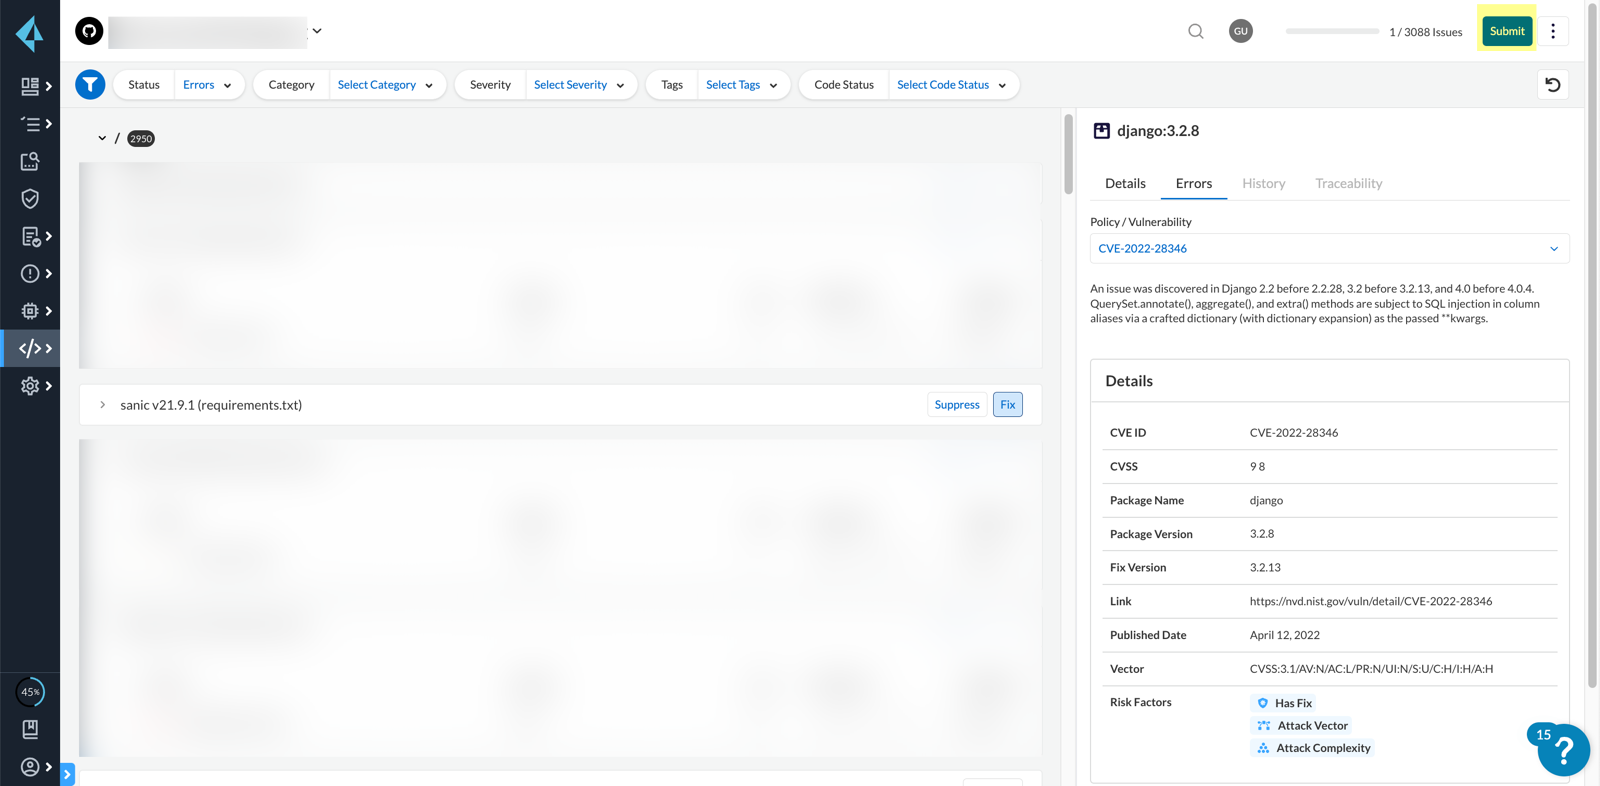 GU
1 / 3088 Issues
Submit
Status Errors
Category Select Category
Severity Select Severity
Tags Select Tags
Code Status Select Code Status
/ 2950
sanic v21.9.1 (requirements.txt)
Suppress
Fix
django:3.2.8
Details Errors History Traceability
Policy / Vulnerability
CVE-2022-28346
An issue was discovered in Django 2.2 before 2.2.28, 3.2 before 3.2.13, and 4.0 before 4.0.4.
QuerySet.annotate(), aggregate(), and extra() methods are subject to SQL injection in column
aliases via a crafted dictionary (with dictionary expansion) as the passed **kwargs.
Details
CVE ID CVE-2022-28346
CVSS 9 8
Package Name django
Package Version 3.2.8
Fix Version 3.2.13
Link https://nvd.nist.gov/vuln/detail/CVE-2022-28346
Published Date April 12, 2022
Vector CVSS:3.1/AV:N/AC:L/PR:N/UI:N/S:U/C:H/I:H/A:H
Risk Factors Has Fix
Attack Vector
Attack Complexity
45%
15
?